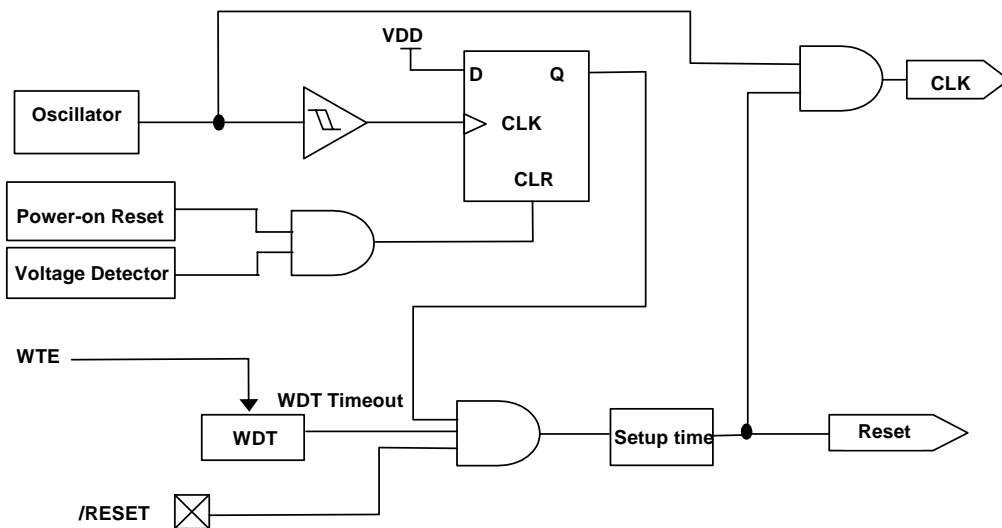 VDD
D
Q
CLK
Oscillator
CLK
CLR
Power-on Reset
Voltage Detector
WTE
WDT Timeout
WDT
Setup time
Reset
/RESET